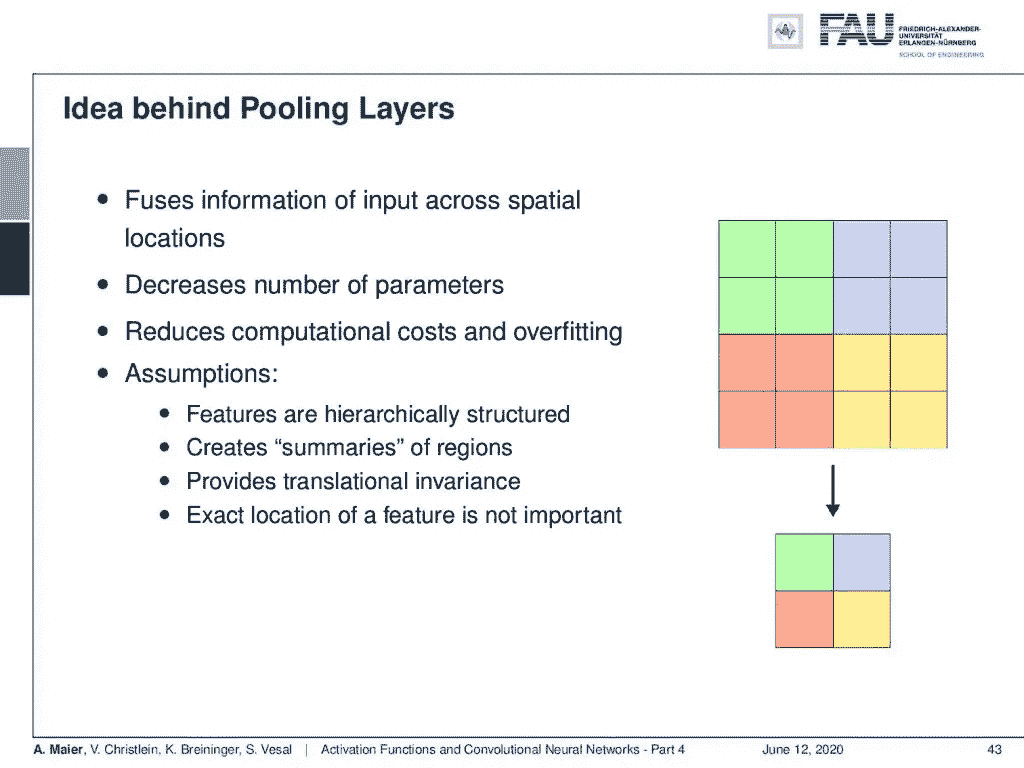 FAU
FRIEDRICH-ALEXANDER-
UNIVERSITÄT
ERLANGEN-NÜRNBERG
SCHOOL OF ENGINEERING
Idea behind Pooling Layers
• Fuses information of input across spatial
locations
• Decreases number of parameters
• Reduces computational costs and overfitting
• Assumptions:
• Features are hierarchically structured
• Creates “summaries” of regions
• Provides translational invariance
• Exact location of a feature is not important
A. Maier, V. Christlein, K. Breininger, S. Vesal | Activation Functions and Convolutional Neural Networks - Part 4 June 12, 2020 43